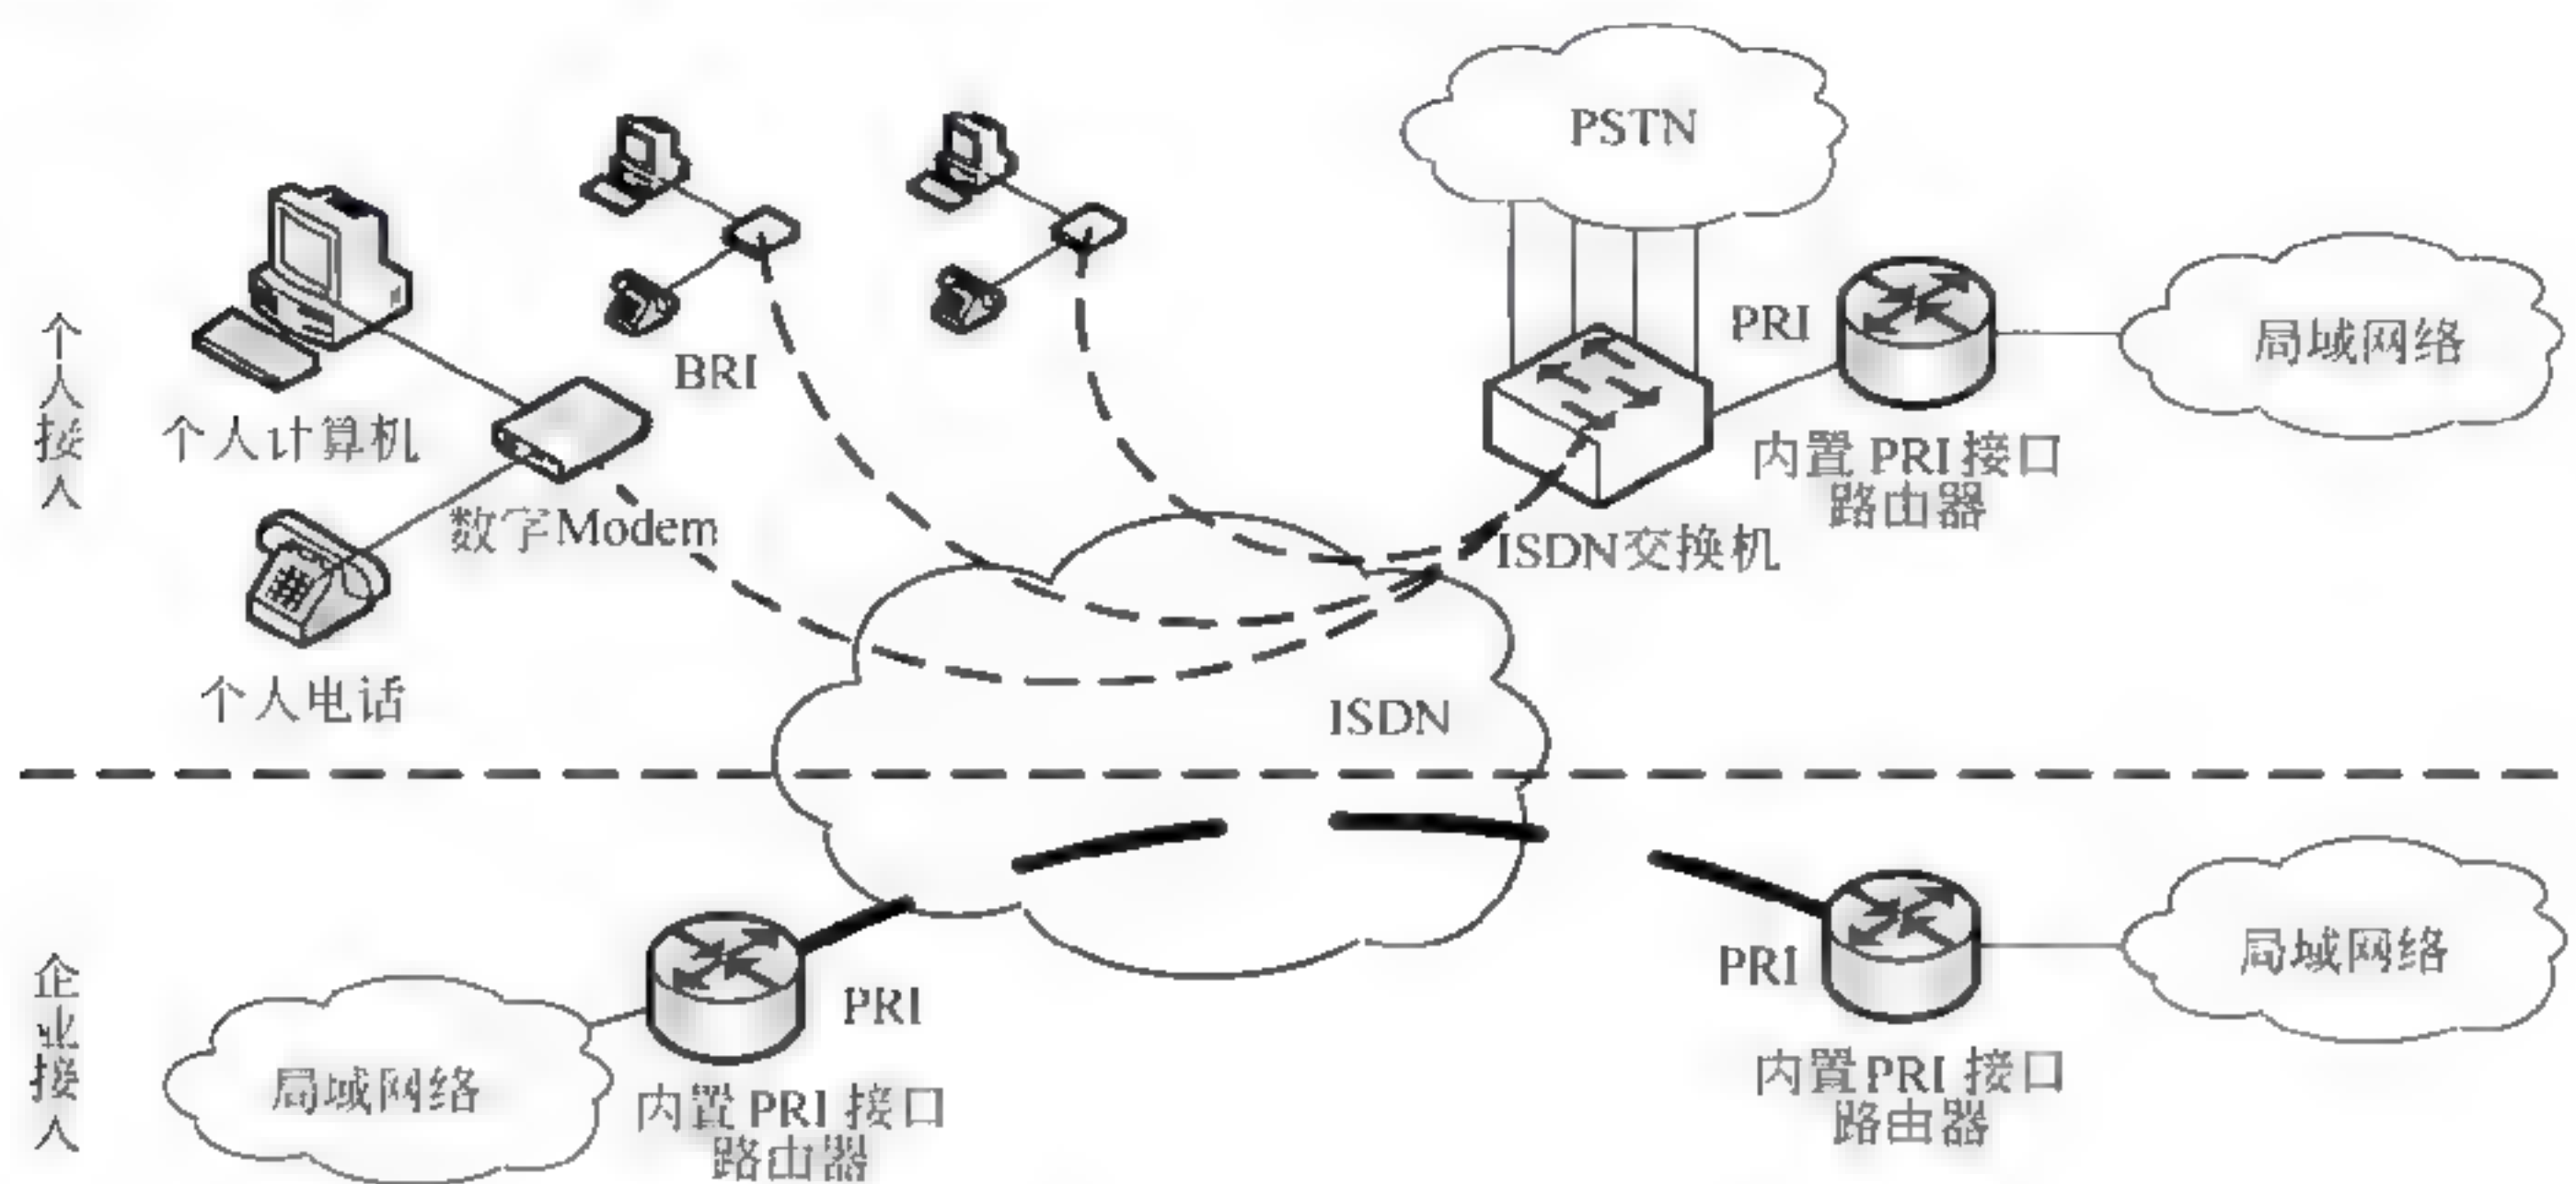 PSTN
个人接入
BRI
PRI
局域网络
个人计算机
数字Modem
内置 PRI 接口
路由器
ISDN交换机
个人电话
ISDN
企业接入
PRI
局域网络
PRI
局域网络
内置PRI 接口
路由器
内置 PRI 接口
路由器